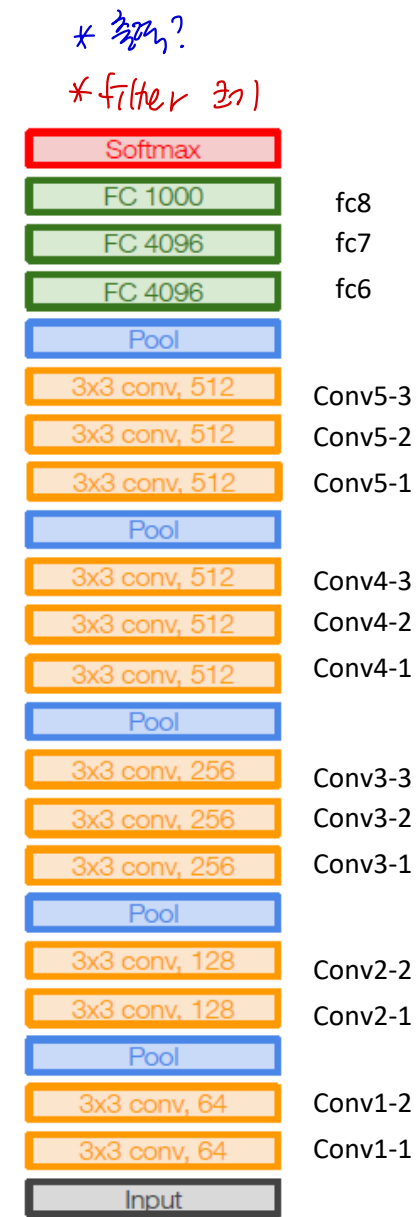 * 출력?
* filter 크기
Softmax
FC 1000 fc8
FC 4096 fc7
FC 4096 fc6
Pool
3x3 conv, 512 Conv5-3
3x3 conv, 512 Conv5-2
3x3 conv, 512 Conv5-1
Pool
3x3 conv, 512 Conv4-3
3x3 conv, 512 Conv4-2
3x3 conv, 512 Conv4-1
Pool
3x3 conv, 256 Conv3-3
3x3 conv, 256 Conv3-2
3x3 conv, 256 Conv3-1
Pool
3x3 conv, 128 Conv2-2
3x3 conv, 128 Conv2-1
Pool
3x3 conv, 64 Conv1-2
3x3 conv, 64 Conv1-1
Input